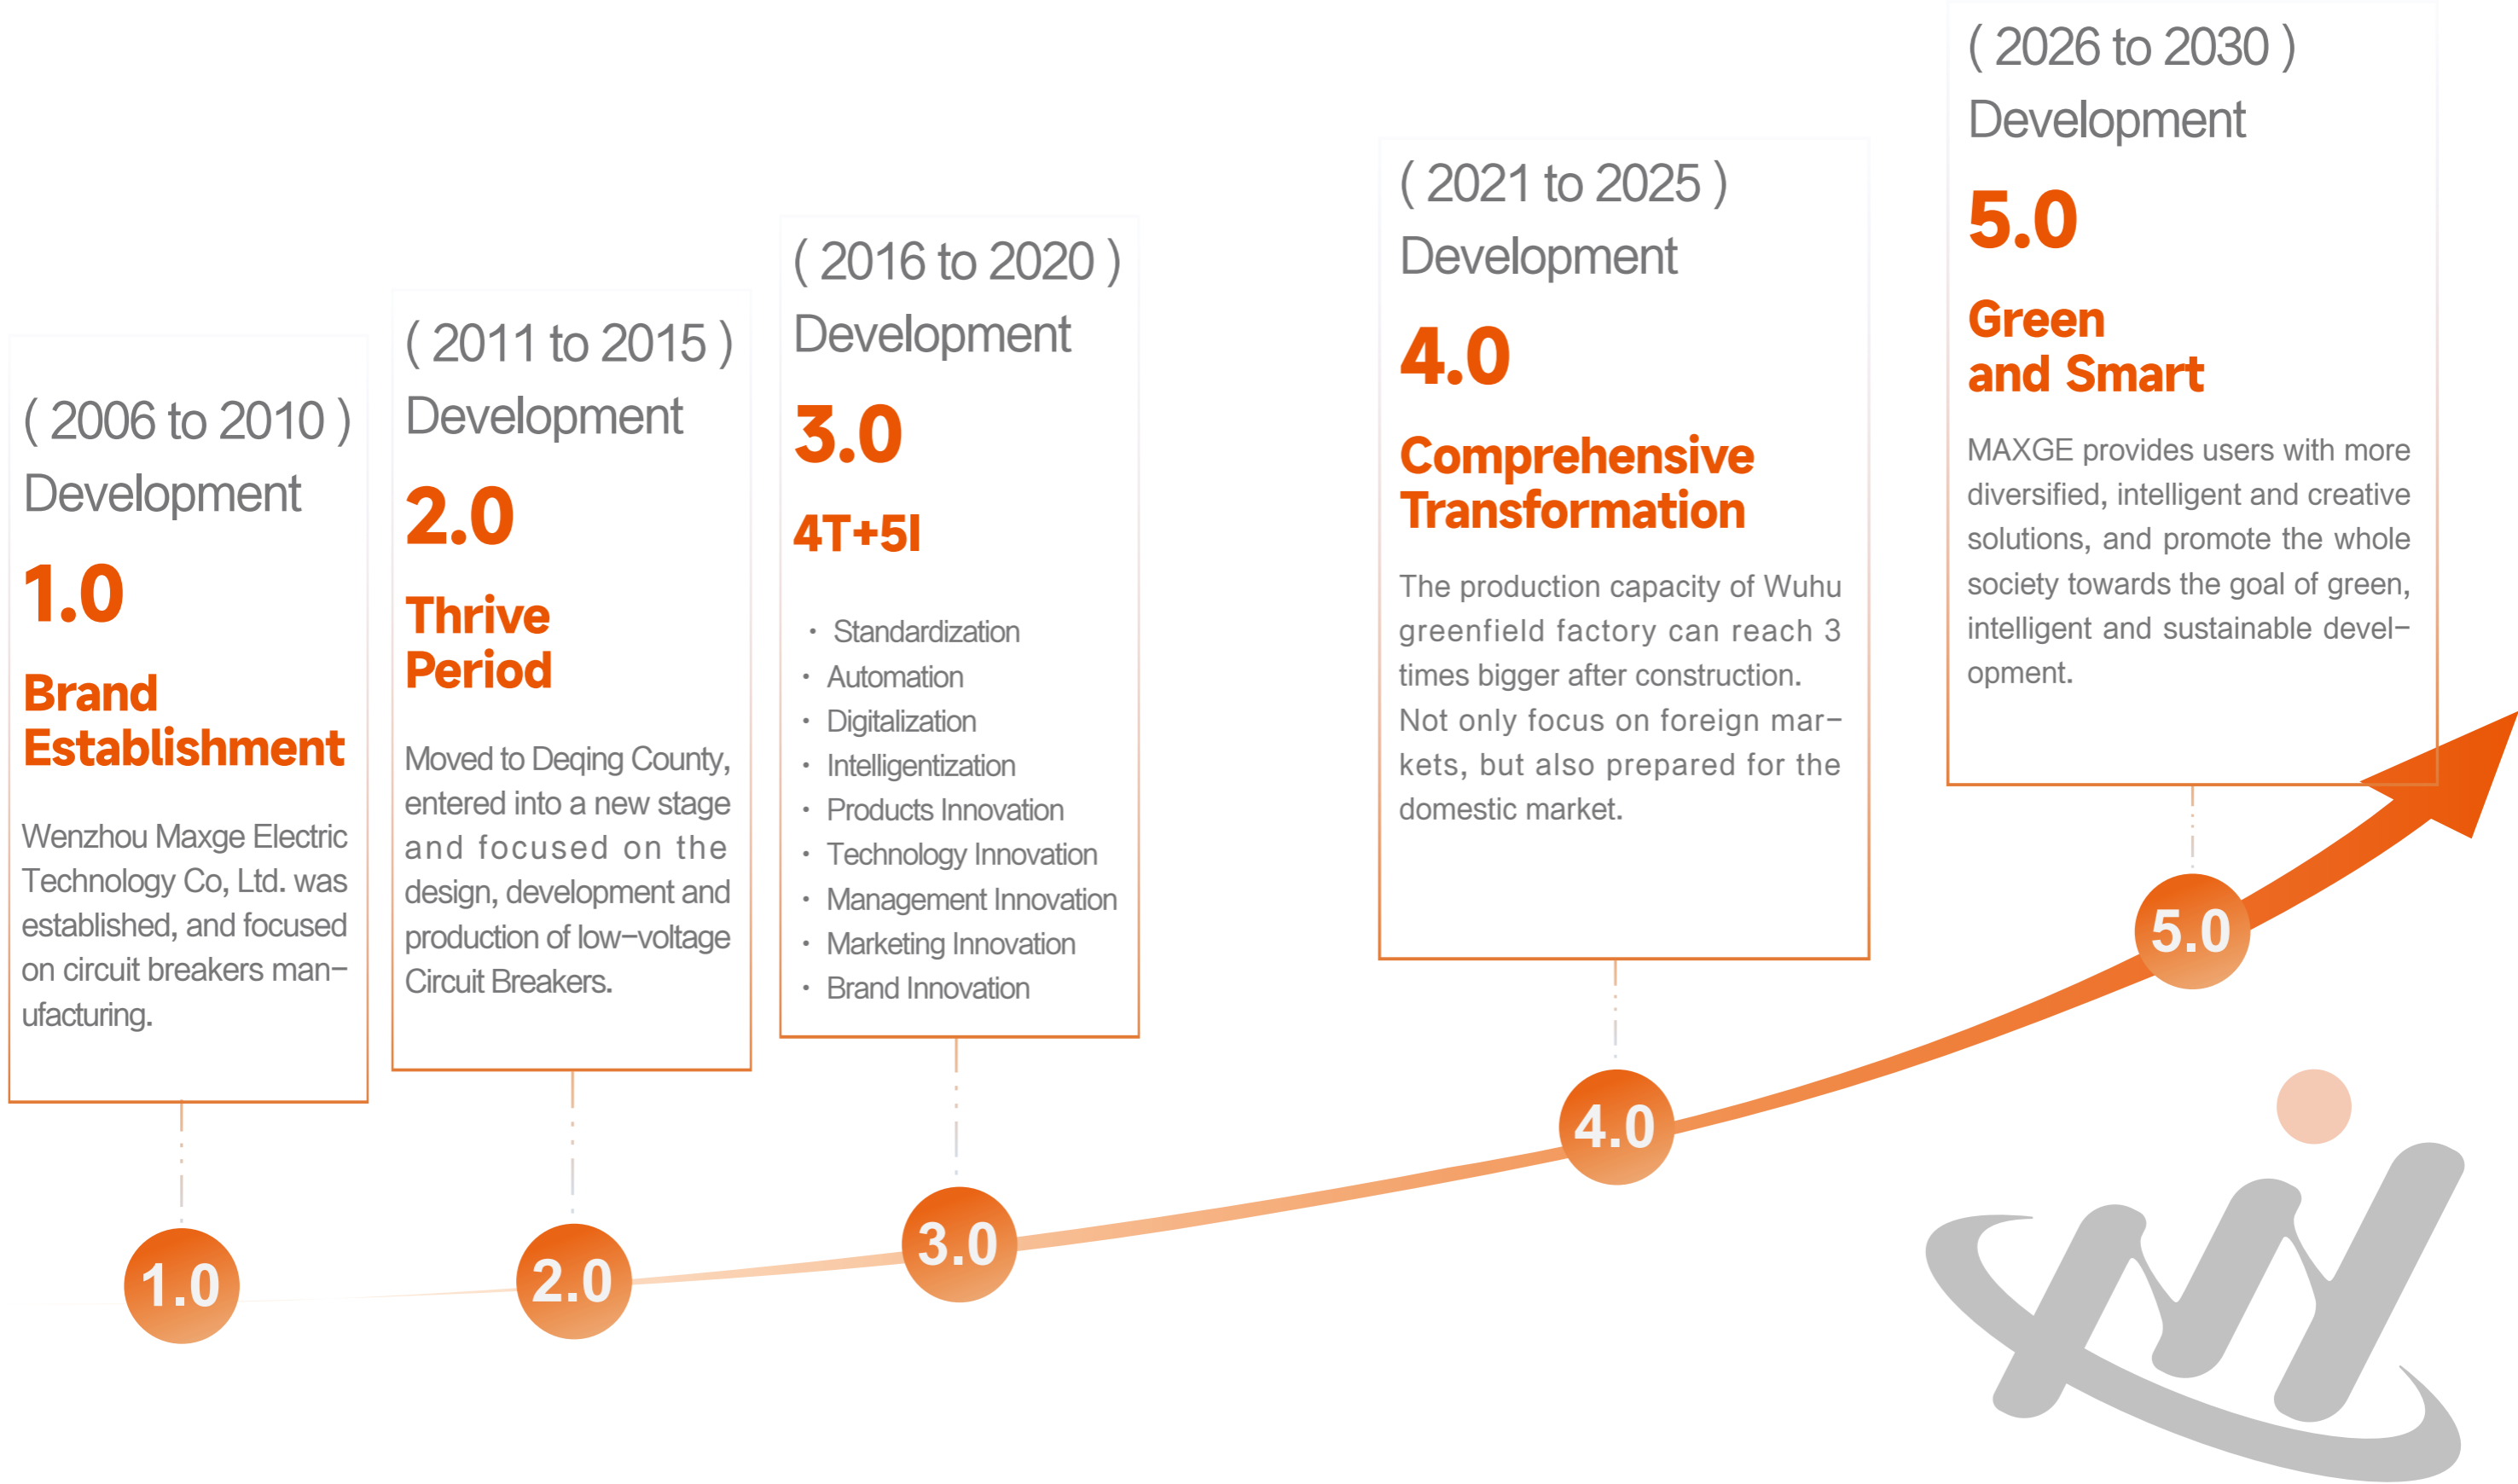 ( 2006 to 2010 )
Development
1.0
Brand
Establishment
Wenzhou Maxge Electric
Technology Co, Ltd. was
established, and focused
on circuit breakers man-
ufacturing.
( 2011 to 2015 )
Development
2.0
Thrive
Period
Moved to Deqing County,
entered into a new stage
and focused on the
design, development and
production of low-voltage
Circuit Breakers.
( 2016 to 2020 )
Development
3.0
4T+5I
· Standardization
· Automation
· Digitalization
· Intelligentization
· Products Innovation
· Technology Innovation
· Management Innovation
· Marketing Innovation
· Brand Innovation
( 2021 to 2025 )
Development
4.0
Comprehensive
Transformation
The production capacity of Wuhu
greenfield factory can reach 3
times bigger after construction.
Not only focus on foreign mar-
kets, but also prepared for the
domestic market.
( 2026 to 2030 )
Development
5.0
Green
and Smart
MAXGE provides users with more
diversified, intelligent and creative
solutions, and promote the whole
society towards the goal of green,
intelligent and sustainable devel-
opment.
1.0
2.0
3.0
4.0
5.0